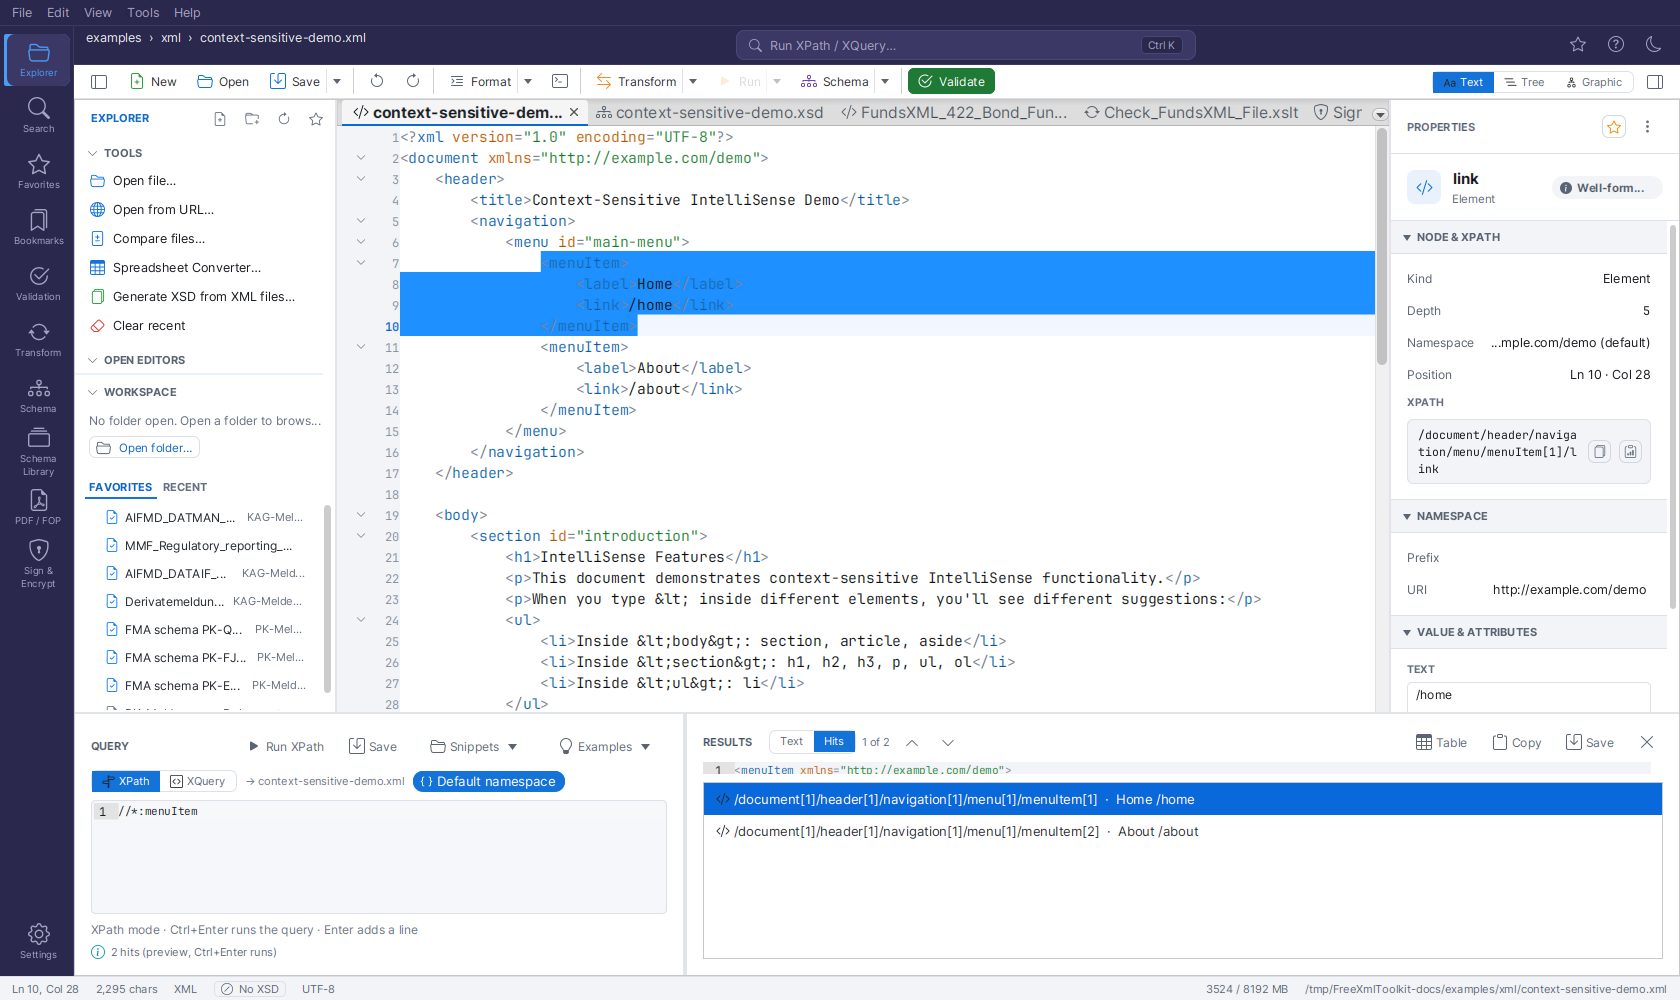 File Edit View Tools Help
examples › xml › context-sensitive-demo.xml
Run XPath / XQuery... Ctrl K
New Open Save Format Transform Run Schema Validate Aa Text Tree Graphic
Explorer
Search
Favorites
Bookmarks
Validation
Transform
Schema
Schema
Library
PDF / FOP
Sign &
Encrypt
Settings
EXPLORER
TOOLS
Open file...
Open from URL...
Compare files...
Spreadsheet Converter...
Generate XSD from XML files...
Clear recent
OPEN EDITORS
WORKSPACE
No folder open. Open a folder to brows...
Open folder...
FAVORITES RECENT
AIFMD_DATMAN_... KAG-Mel...
MMF_Regulatory_reporting_...
AIFMD_DATAIF_... KAG-Meld...
Derivatemeldun... KAG-Melde...
FMA schema PK-Q... PK-Mel...
FMA schema PK-FJ... PK-Mel...
FMA schema PK-E... PK-Meld...
context-sensitive-dem... context-sensitive-demo.xsd FundsXML_422_Bond_Fun... Check_FundsXML_File.xslt Sign
1 <?xml version="1.0" encoding="UTF-8"?>
2 <document xmlns="http://example.com/demo">
3 <header>
4 <title>Context-Sensitive IntelliSense Demo</title>
5 <navigation>
6 <menu id="main-menu">
7 <menuItem>
8 <label>Home</label>
9 <link>/home</link>
10 </menuItem>
11 <menuItem>
12 <label>About</label>
13 <link>/about</link>
14 </menuItem>
15 </menu>
16 </navigation>
17 </header>
18
19 <body>
20 <section id="introduction">
21 <h1>IntelliSense Features</h1>
22 <p>This document demonstrates context-sensitive IntelliSense functionality.</p>
23 <p>When you type &lt; inside different elements, you'll see different suggestions:</p>
24 <ul>
25 <li>Inside &lt;body&gt;: section, article, aside</li>
26 <li>Inside &lt;section&gt;: h1, h2, h3, p, ul, ol</li>
27 <li>Inside &lt;ul&gt;: li</li>
28 </ul>
PROPERTIES
link
Element
Well-form...
NODE & XPATH
Kind Element
Depth 5
Namespace ...mple.com/demo (default)
Position Ln 10 · Col 28
XPATH
/document/header/naviga
tion/menu/menuItem[1]/l
ink
NAMESPACE
Prefix
URI http://example.com/demo
VALUE & ATTRIBUTES
TEXT
/home
QUERY Run XPath Save Snippets Examples
XPath XQuery → context-sensitive-demo.xml { } Default namespace
1 //*:menuItem
XPath mode · Ctrl+Enter runs the query · Enter adds a line
2 hits (preview, Ctrl+Enter runs)
RESULTS Text Hits 1 of 2 Table Copy Save
1 <menuItem xmlns="http://example.com/demo">
/document[1]/header[1]/navigation[1]/menu[1]/menuItem[1] · Home /home
/document[1]/header[1]/navigation[1]/menu[1]/menuItem[2] · About /about
Ln 10, Col 28 2,295 chars XML No XSD UTF-8 3524 / 8192 MB /tmp/FreeXmlToolkit-docs/examples/xml/context-sensitive-demo.xml